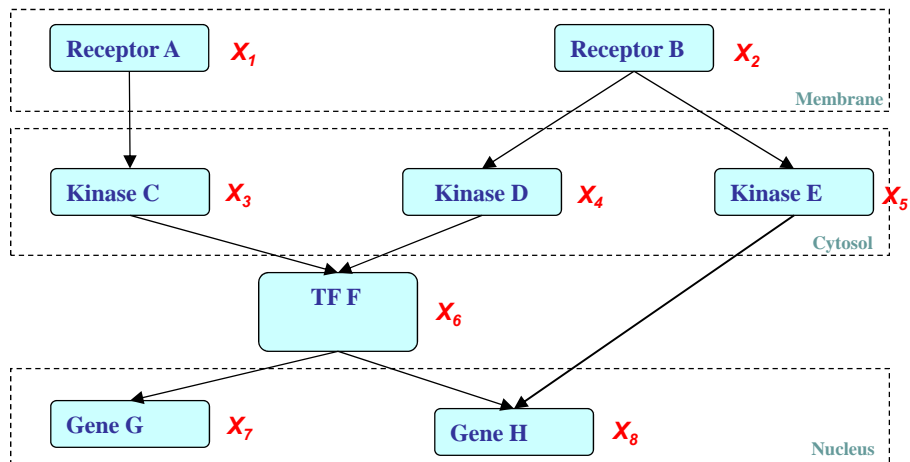 Receptor A X1 Receptor B X2
Membrane
Kinase C X3 Kinase D X4 Kinase E X5
Cytosol
TF F X6
Gene G X7 Gene H X8
Nucleus